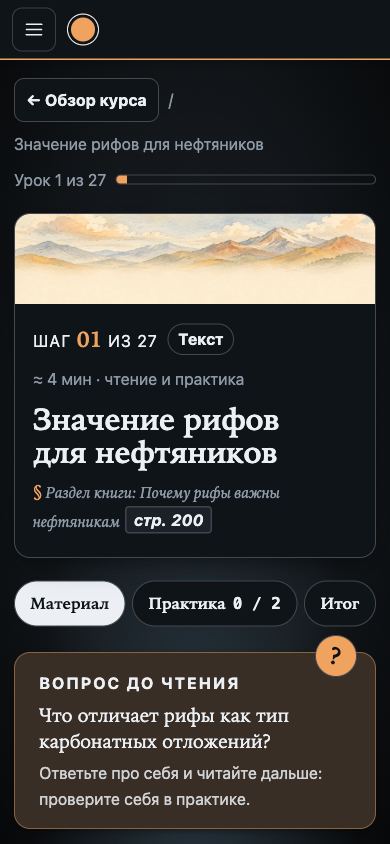 ← Обзор курса /
Значение рифов для нефтяников
Урок 1 из 27
ШАГ 01 ИЗ 27 Текст
≈ 4 мин · чтение и практика
Значение рифов
для нефтяников
§ Раздел книги: Почему рифы важны
нефтяникам стр. 200
Материал Практика 0 / 2 Итог
?
ВОПРОС ДО ЧТЕНИЯ
Что отличает рифы как тип
карбонатных отложений?
Ответьте про себя и читайте дальше:
проверите себя в практике.